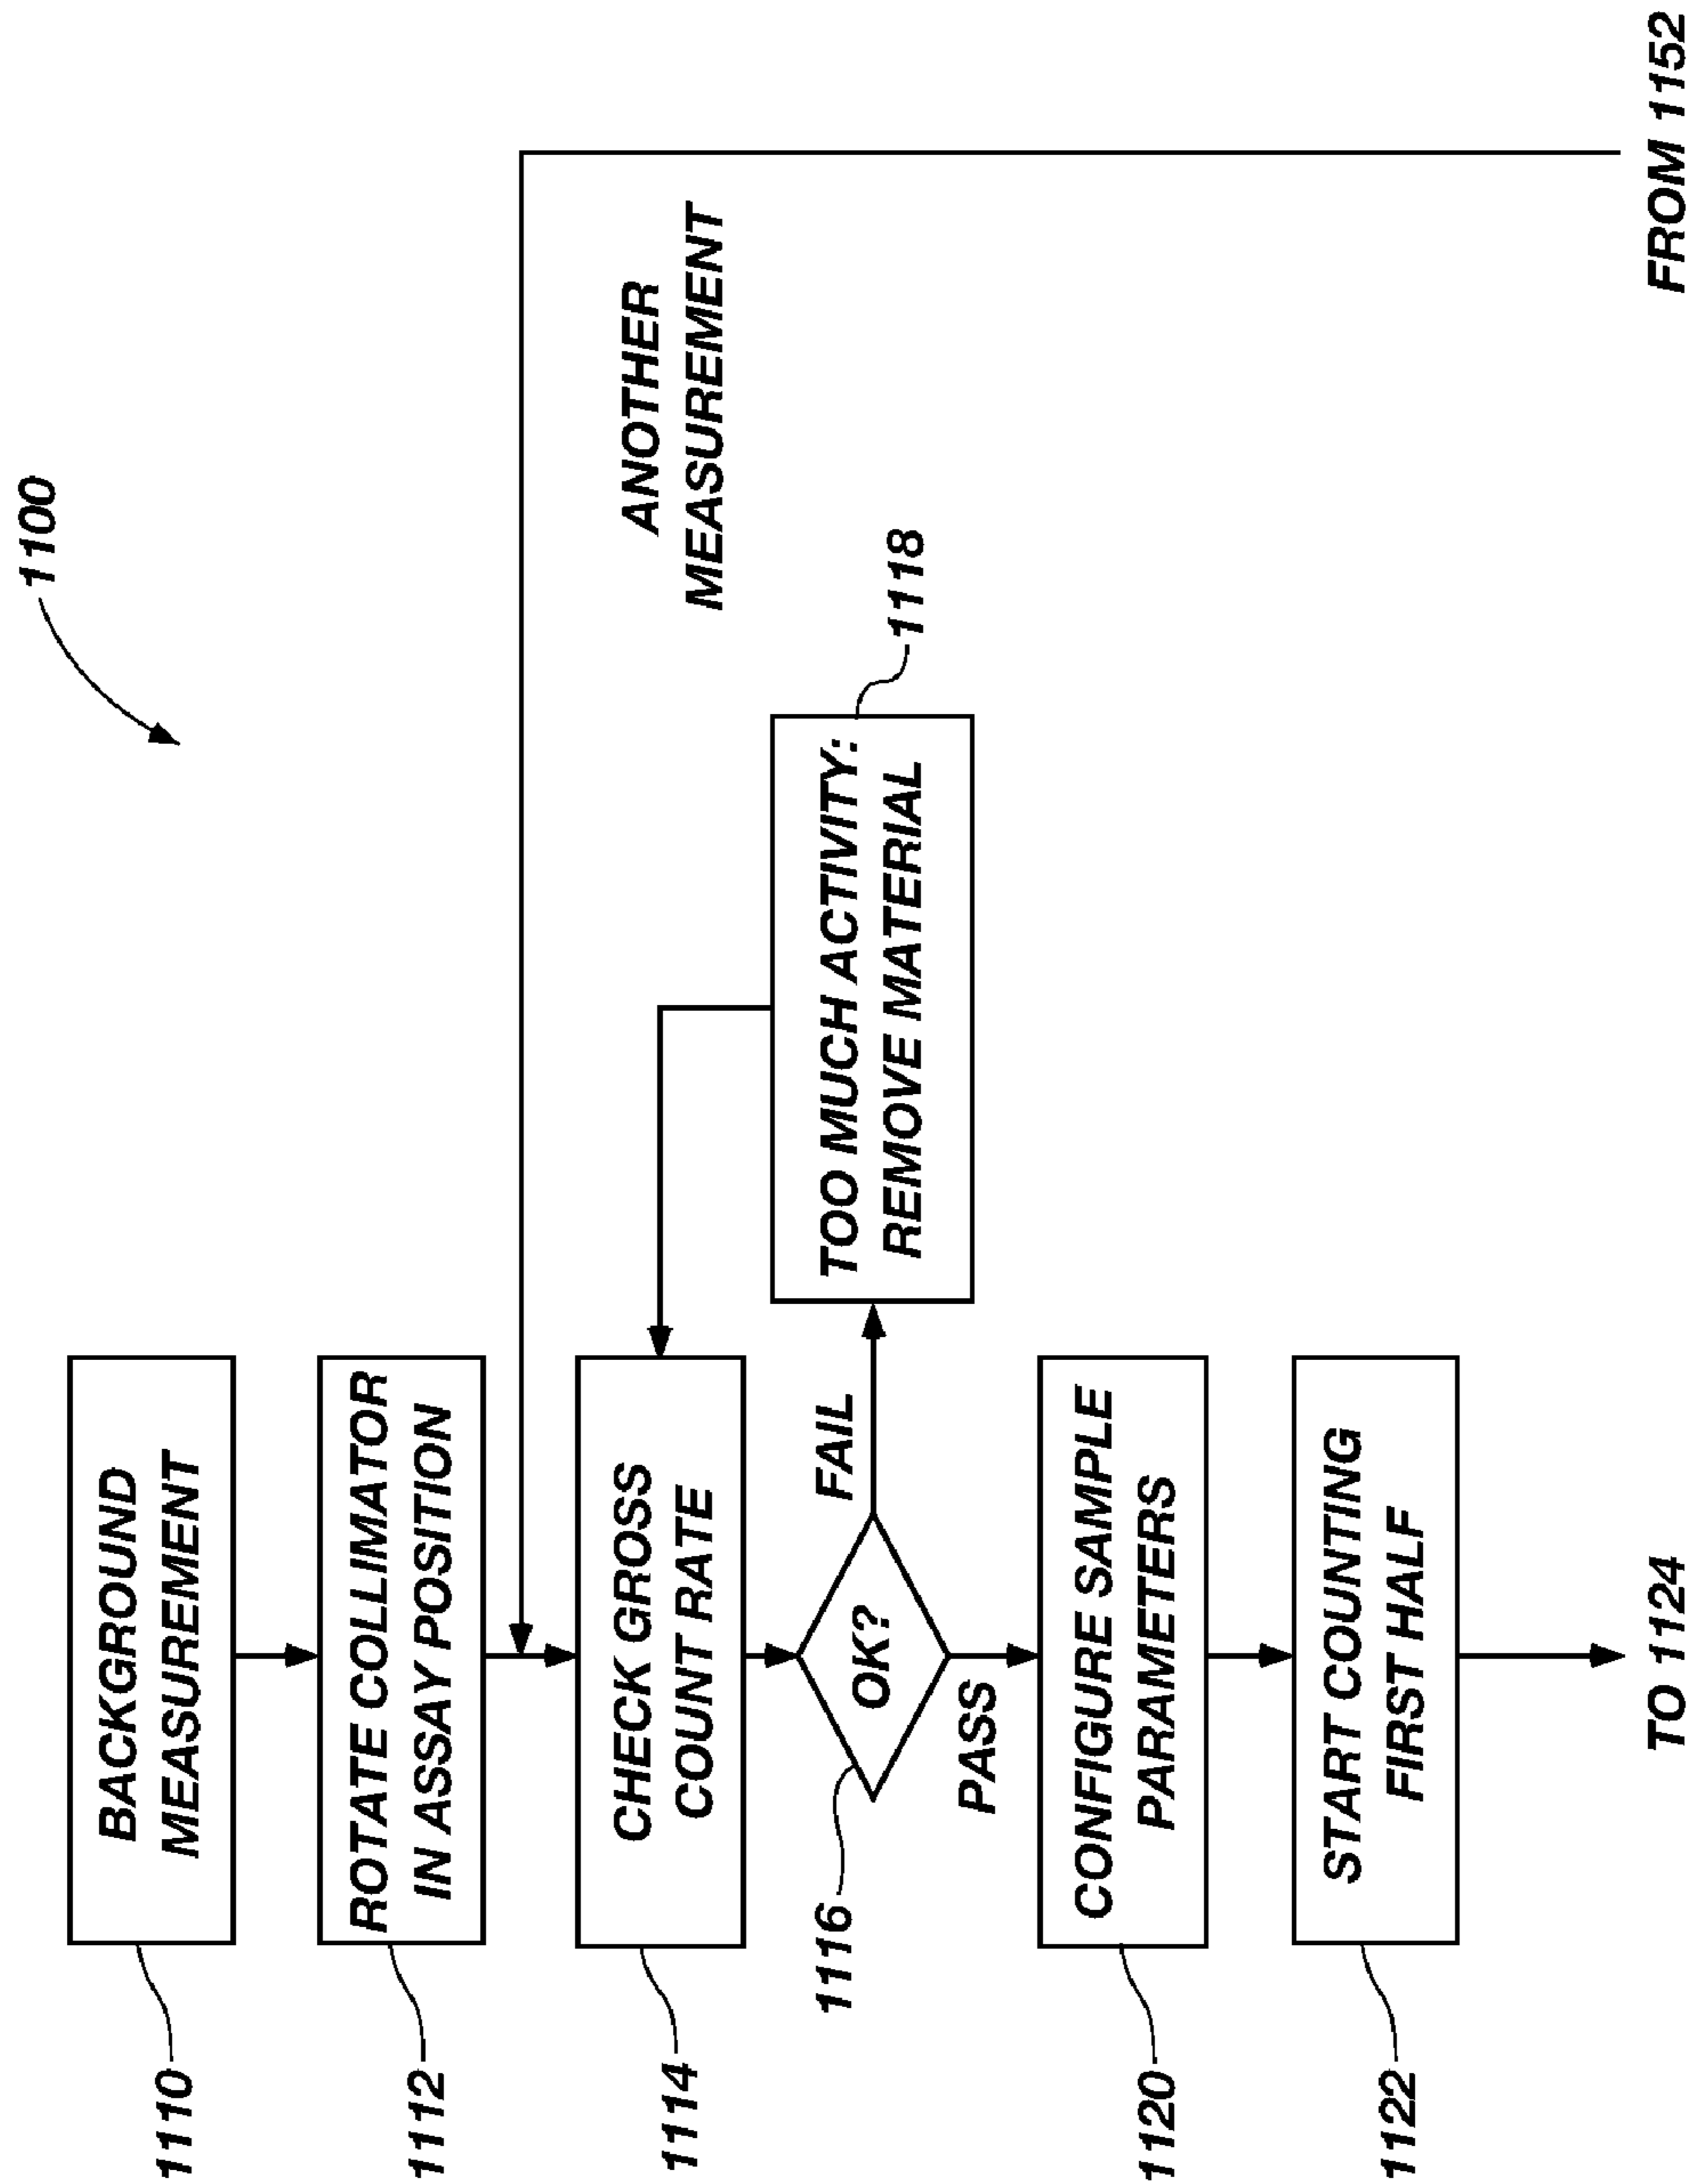 1100
1110
BACKGROUND
MEASUREMENT
1112
ROTATE COLLIMATOR
IN ASSAY POSITION
ANOTHER
MEASUREMENT
1114
CHECK GROSS
COUNT RATE
1116
OK?
FAIL
1118
TOO MUCH ACTIVITY:
REMOVE MATERIAL
PASS
1120
CONFIGURE SAMPLE
PARAMETERS
1122
START COUNTING
FIRST HALF
TO 1124
FROM 1152